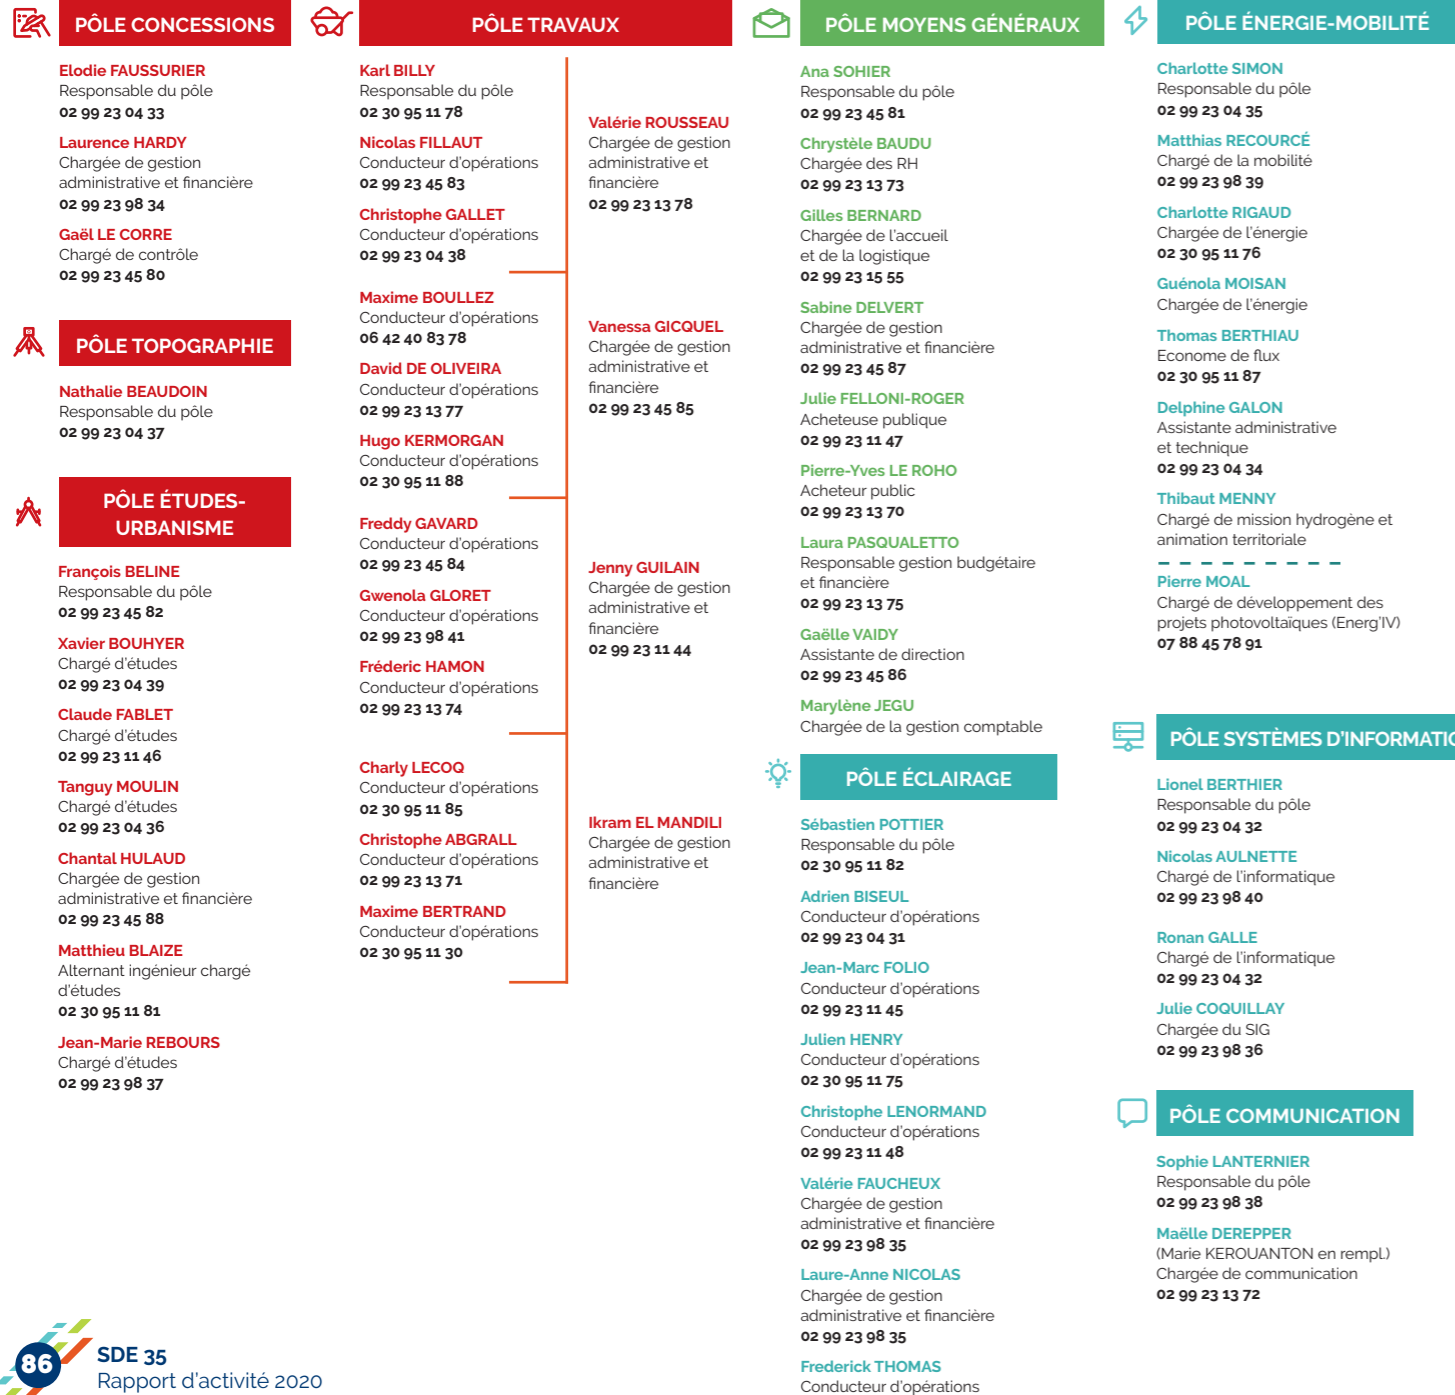 PÔLE CONCESSIONS
Elodie FAUSSURIER
Responsable du pôle
02 99 23 04 33
Laurence HARDY
Chargée de gestion
administrative et financière
02 99 23 98 34
Gaël LE CORRE
Chargé de contrôle
02 99 23 45 80
PÔLE TOPOGRAPHIE
Nathalie BEAUDOIN
Responsable du pôle
02 99 23 04 37
PÔLE ÉTUDES-
URBANISME
François BELINE
Responsable du pôle
02 99 23 45 82
Xavier BOUHYER
Chargé d'études
02 99 23 04 39
Claude FABLET
Chargé d'études
02 99 23 11 46
Tanguy MOULIN
Chargé d'études
02 99 23 04 36
Chantal HULAUD
Chargée de gestion
administrative et financière
02 99 23 45 88
Matthieu BLAIZE
Alternant ingénieur chargé
d'études
02 30 95 11 81
Jean-Marie REBOURS
Chargé d'études
02 99 23 98 37
PÔLE TRAVAUX
Karl BILLY
Responsable du pôle
02 30 95 11 78
Nicolas FILLAUT
Conducteur d'opérations
02 99 23 45 83
Christophe GALLET
Conducteur d'opérations
02 99 23 04 38
Maxime BOULLEZ
Conducteur d'opérations
06 42 40 83 78
David DE OLIVEIRA
Conducteur d'opérations
02 99 23 13 77
Hugo KERMORGAN
Conducteur d'opérations
02 30 95 11 88
Freddy GAVARD
Conducteur d'opérations
02 99 23 45 84
Gwenola GLORET
Conducteur d'opérations
02 99 23 98 41
Fréderic HAMON
Conducteur d'opérations
02 99 23 13 74
Charly LECOQ
Conducteur d'opérations
02 30 95 11 85
Christophe ABGRALL
Conducteur d'opérations
02 99 23 13 71
Maxime BERTRAND
Conducteur d'opérations
02 30 95 11 30
Valérie ROUSSEAU
Chargée de gestion
administrative et
financière
02 99 23 13 78
Vanessa GICQUEL
Chargée de gestion
administrative et
financière
02 99 23 45 85
Jenny GUILAIN
Chargée de gestion
administrative et
financière
02 99 23 11 44
Ikram EL MANDILI
Chargée de gestion
administrative et
financière
PÔLE MOYENS GÉNÉRAUX
Ana SOHIER
Responsable du pôle
02 99 23 45 81
Chrystèle BAUDU
Chargée des RH
02 99 23 13 73
Gilles BERNARD
Chargée de l'accueil
et de la logistique
02 99 23 15 55
Sabine DELVERT
Chargée de gestion
administrative et financière
02 99 23 45 87
Julie FELLONI-ROGER
Acheteuse publique
02 99 23 11 47
Pierre-Yves LE ROHO
Acheteur public
02 99 23 13 70
Laura PASQUALETTO
Responsable gestion budgétaire
et financière
02 99 23 13 75
Gaëlle VAIDY
Assistante de direction
02 99 23 45 86
Marylène JEGU
Chargée de la gestion comptable
PÔLE ÉCLAIRAGE
Sébastien POTTIER
Responsable du pôle
02 30 95 11 82
Adrien BISEUL
Conducteur d'opérations
02 99 23 04 31
Jean-Marc FOLIO
Conducteur d'opérations
02 99 23 11 45
Julien HENRY
Conducteur d'opérations
02 30 95 11 75
Christophe LENORMAND
Conducteur d'opérations
02 99 23 11 48
Valérie FAUCHEUX
Chargée de gestion
administrative et financière
02 99 23 98 35
Laure-Anne NICOLAS
Chargée de gestion
administrative et financière
02 99 23 98 35
Frederick THOMAS
Conducteur d'opérations
PÔLE ÉNERGIE-MOBILITÉ
Charlotte SIMON
Responsable du pôle
02 99 23 04 35
Matthias RECOURCÉ
Chargé de la mobilité
02 99 23 98 39
Charlotte RIGAUD
Chargée de l'énergie
02 30 95 11 76
Guénola MOISAN
Chargée de l'énergie
Thomas BERTHIAU
Econome de flux
02 30 95 11 87
Delphine GALON
Assistante administrative
et technique
02 99 23 04 34
Thibaut MENNY
Chargé de mission hydrogène et
animation territoriale
Pierre MOAL
Chargé de développement des
projets photovoltaïques (Energ'IV)
07 88 45 78 91
PÔLE SYSTÈMES D'INFORMATIO
Lionel BERTHIER
Responsable du pôle
02 99 23 04 32
Nicolas AULNETTE
Chargé de l'informatique
02 99 23 98 40
Ronan GALLE
Chargé de l'informatique
02 99 23 04 32
Julie COQUILLAY
Chargée du SIG
02 99 23 98 36
PÔLE COMMUNICATION
Sophie LANTERNIER
Responsable du pôle
02 99 23 98 38
Maëlle DEREPPER
(Marie KEROUANTON en rempl.)
Chargée de communication
02 99 23 13 72
86
SDE 35
Rapport d'activité 2020